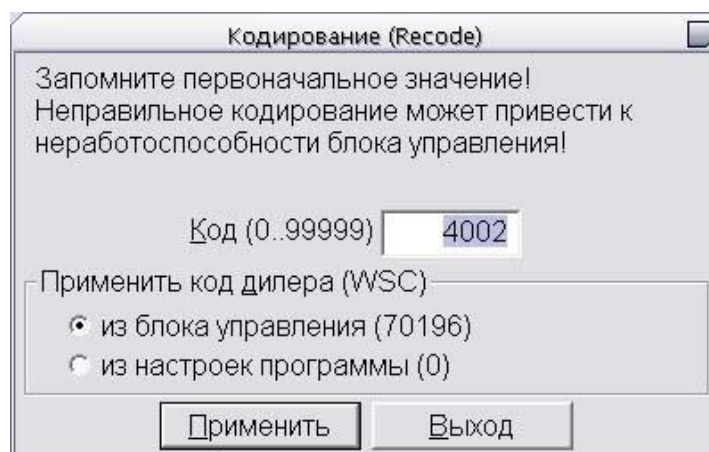 Кодирование (Recode)
Запомните первоначальное значение!
Неправильное кодирование может привести к
неработоспособности блока управления!
Код (0..99999) 4002
Применить код дилера (WSC)
из блока управления (70196)
из настроек программы (0)
Применить Выход